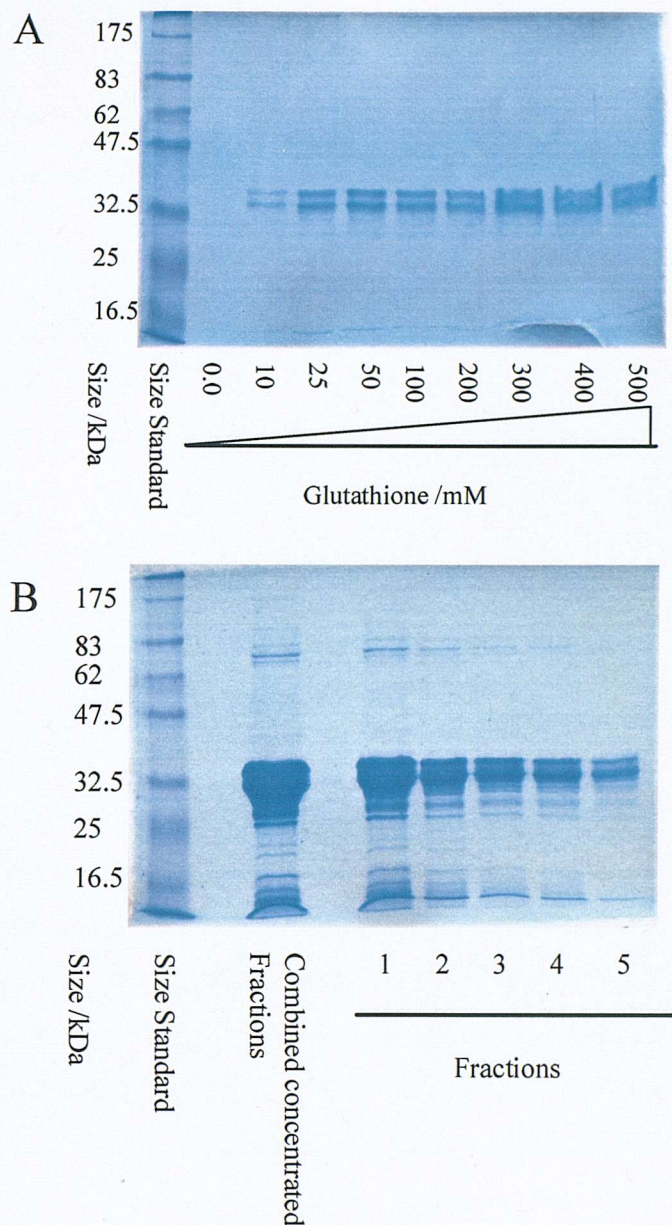 A
175
83
62
47.5
32.5
25
16.5
Size /kDa
Size Standard
0.0
10
25
50
100
200
300
400
500
Glutathione /mM
B
175
83
62
47.5
32.5
25
16.5
Size /kDa
Size Standard
Combined concentrated
Fractions
1 2 3 4 5
Fractions